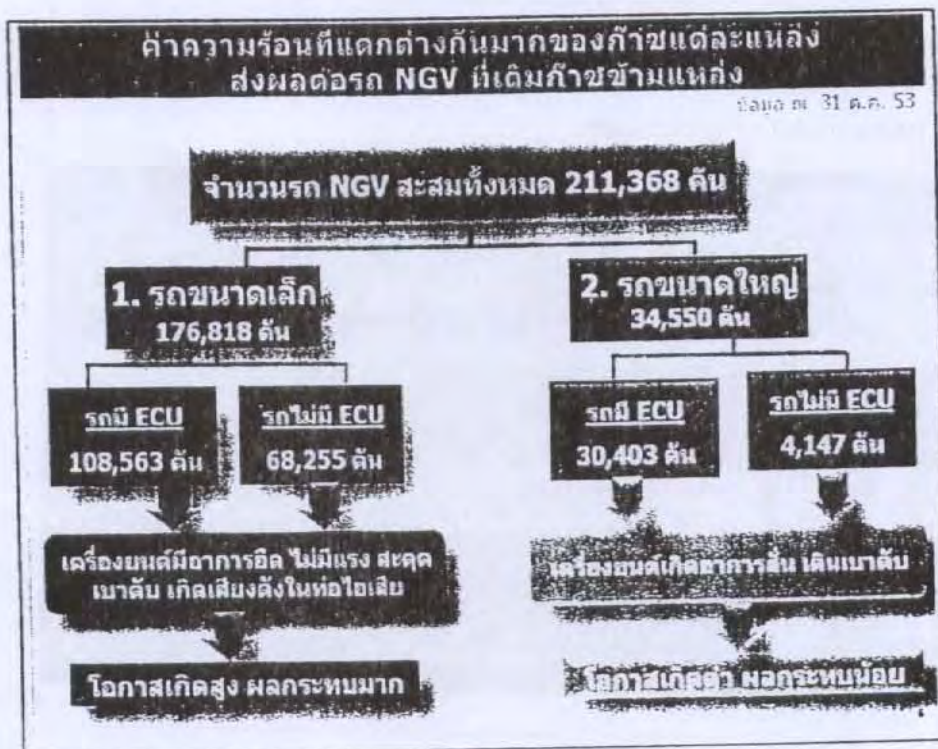 ค่าความร้อนที่แตกต่างกันมากของก๊าซแต่ละแหล่ง
ส่งผลต่อรถ NGV ที่เติมก๊าซข้ามแหล่ง
ข้อมูล ณ 31 ต.ค. 53
จำนวนรถ NGV สะสมทั้งหมด 211,368 คัน
1. รถขนาดเล็ก
176,818 คัน
2. รถขนาดใหญ่
34,550 คัน
รถมี ECU
108,563 คัน
รถไม่มี ECU
68,255 คัน
รถมี ECU
30,403 คัน
รถไม่มี ECU
4,147 คัน
เครื่องยนต์มีอาการอืด ไม่มีแรง สะดุด
เบาดับ เกิดเสียงดังในท่อไอเสีย
เครื่องยนต์เกิดอาการสั่น เดินเบาดับ
โอกาสเกิดสูง ผลกระทบมาก
โอกาสเกิดต่ำ ผลกระทบน้อย